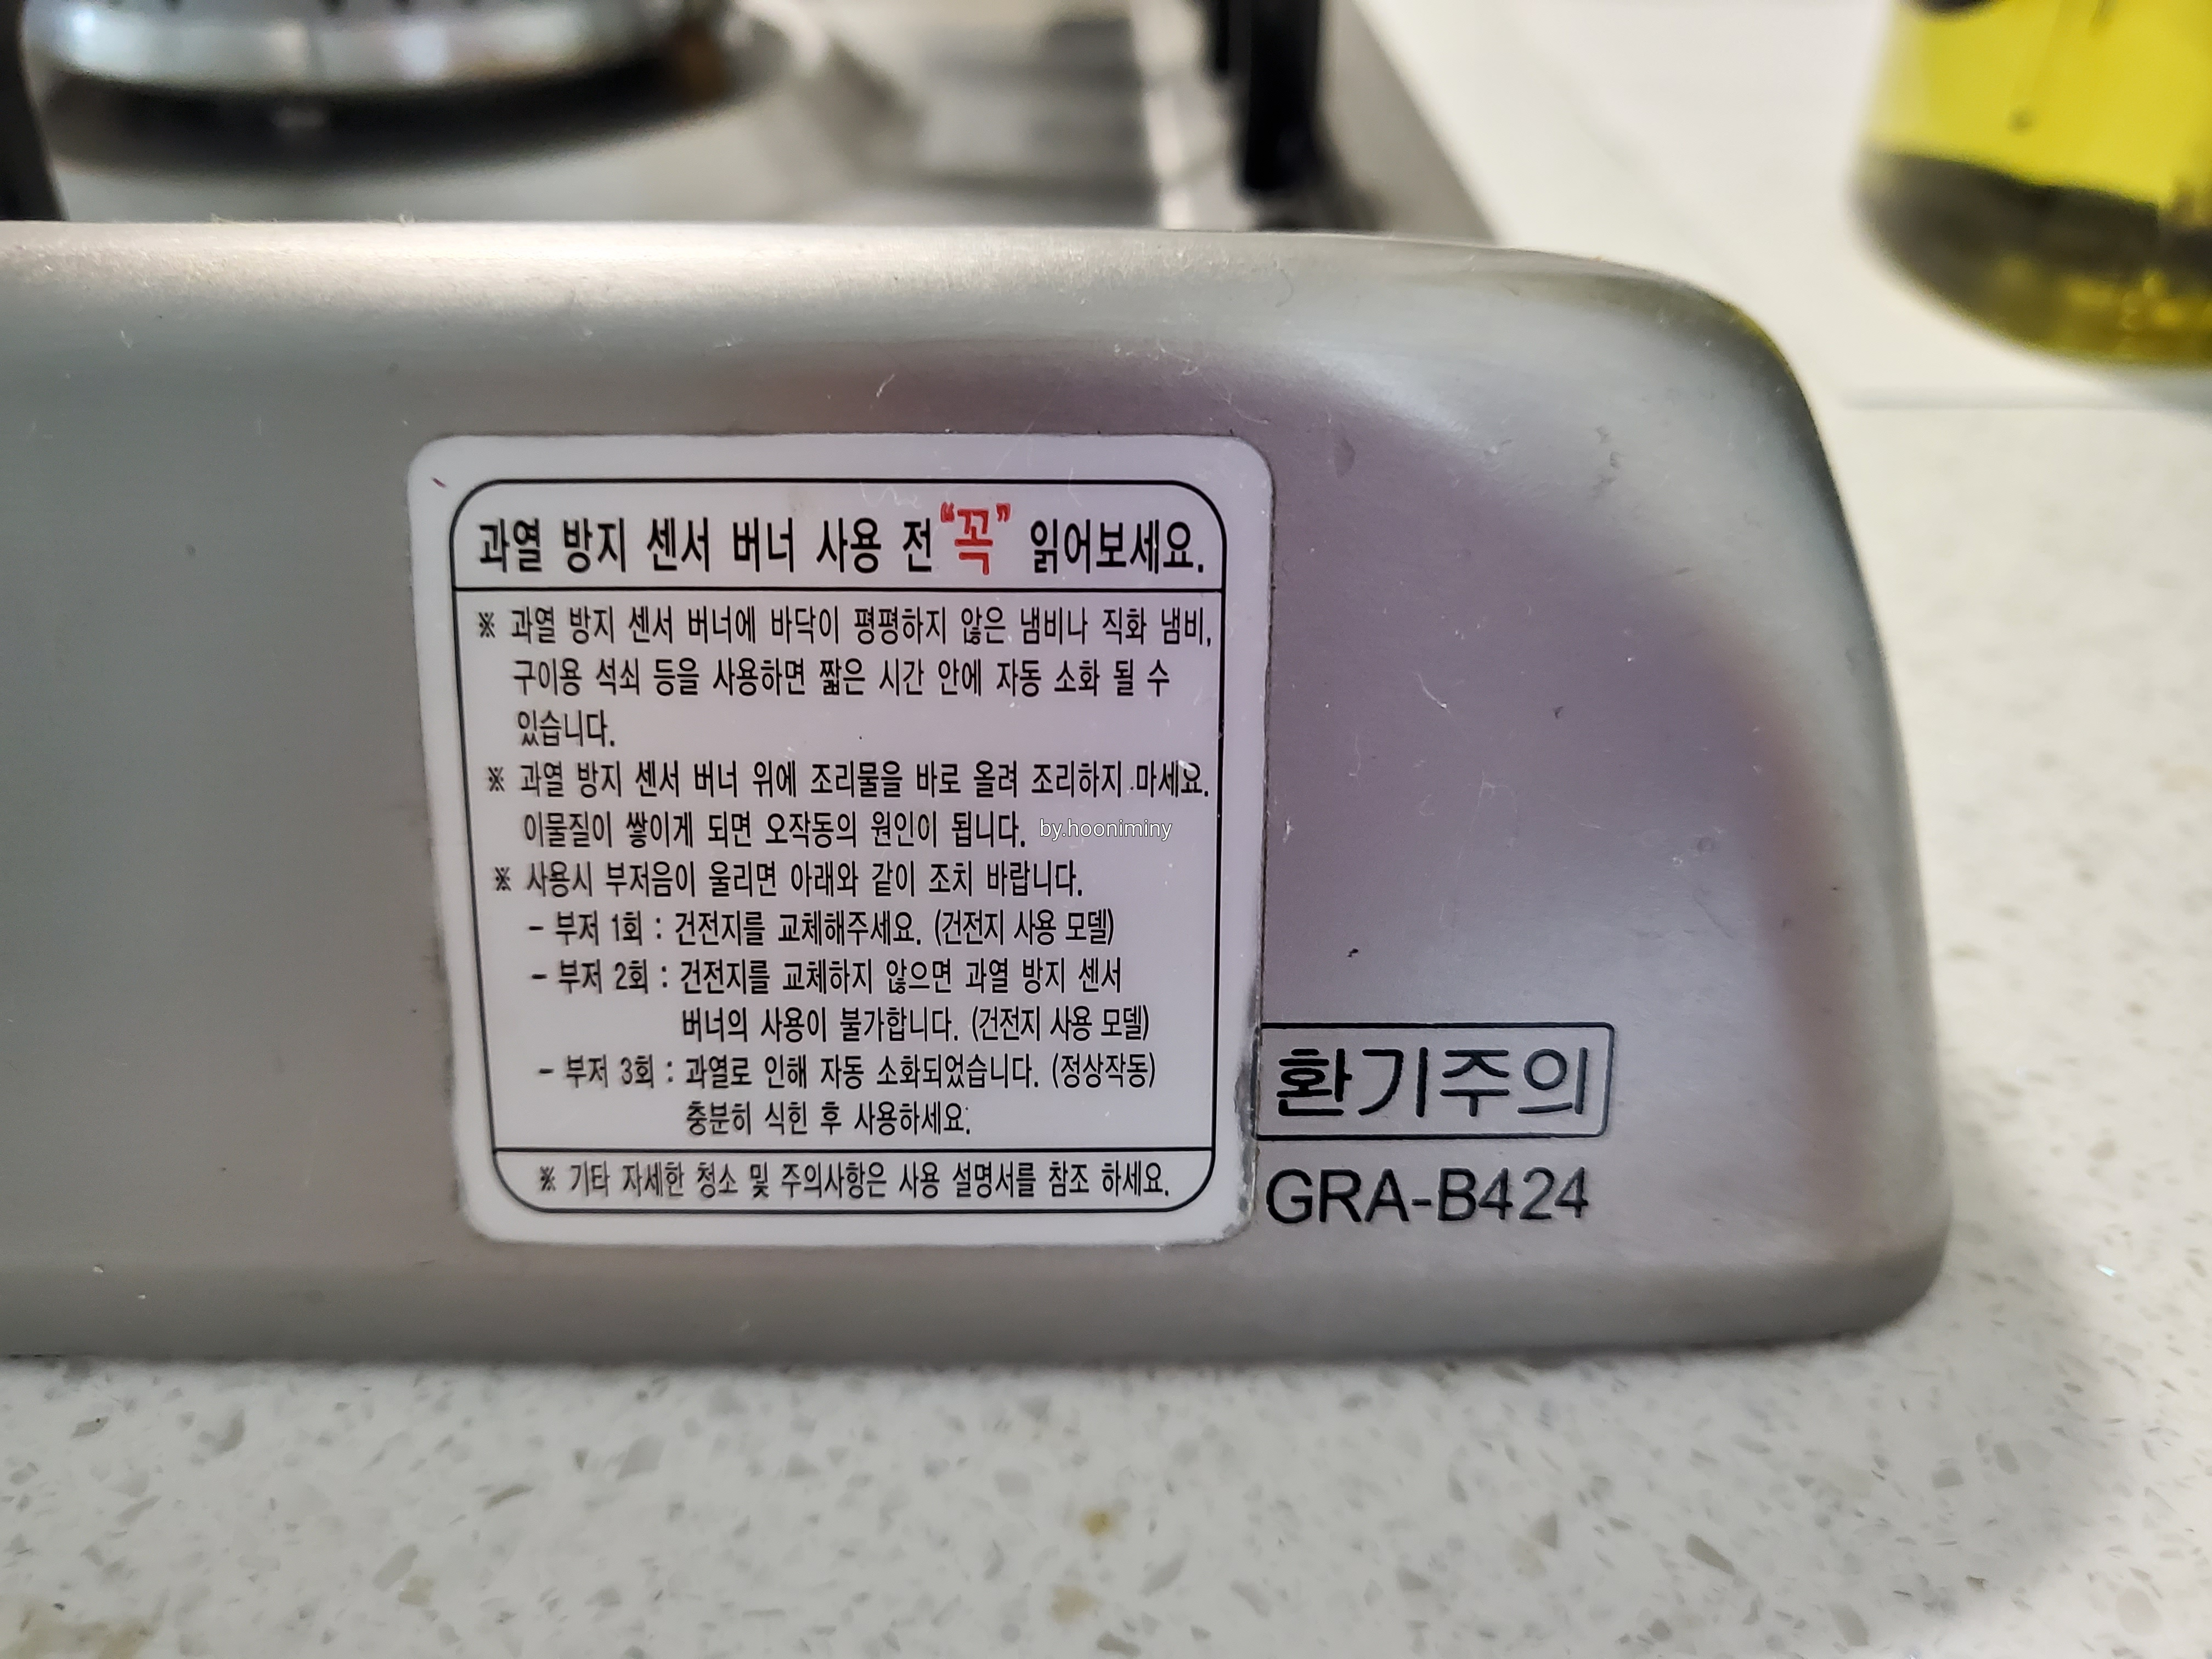 과열 방지 센서 버너 사용 전 “꼭” 읽어보세요.
※ 과열 방지 센서 버너에 바닥이 평평하지 않은 냄비나 직화 냄비,
구이용 석쇠 등을 사용하면 짧은 시간 안에 자동 소화 될 수
있습니다.
※ 과열 방지 센서 버너 위에 조리물을 바로 올려 조리하지 마세요.
이물질이 쌓이게 되면 오작동의 원인이 됩니다.
by.hooniminy
※ 사용시 부저음이 울리면 아래와 같이 조치 바랍니다.
- 부저 1회 : 건전지를 교체해주세요. (건전지 사용 모델)
- 부저 2회 : 건전지를 교체하지 않으면 과열 방지 센서
버너의 사용이 불가합니다. (건전지 사용 모델)
- 부저 3회 : 과열로 인해 자동 소화되었습니다. (정상작동)
충분히 식힌 후 사용하세요.
※ 기타 자세한 청소 및 주의사항은 사용 설명서를 참조 하세요.
환기주의
GRA-B424